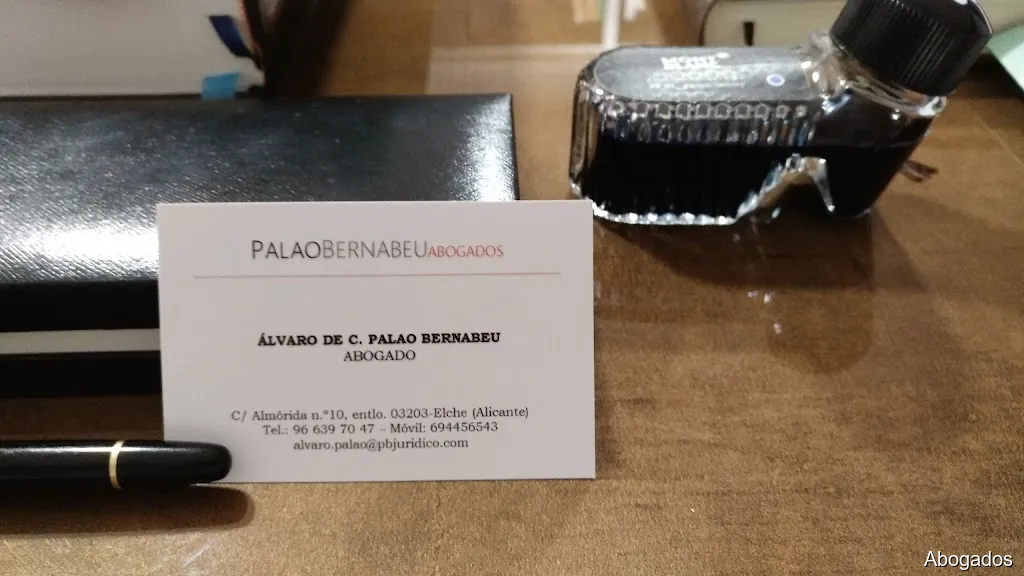 PALAOBERNABEUABOGADOS
ÁLVARO DE C. PALAO BERNABEU
ABOGADO
C/ Almórida n.º10, entlo. 03203-Elche (Alicante)
Tel.: 96 639 70 47 – Móvil: 694456543
alvaro.palao@pbjuridico.com
Abogados